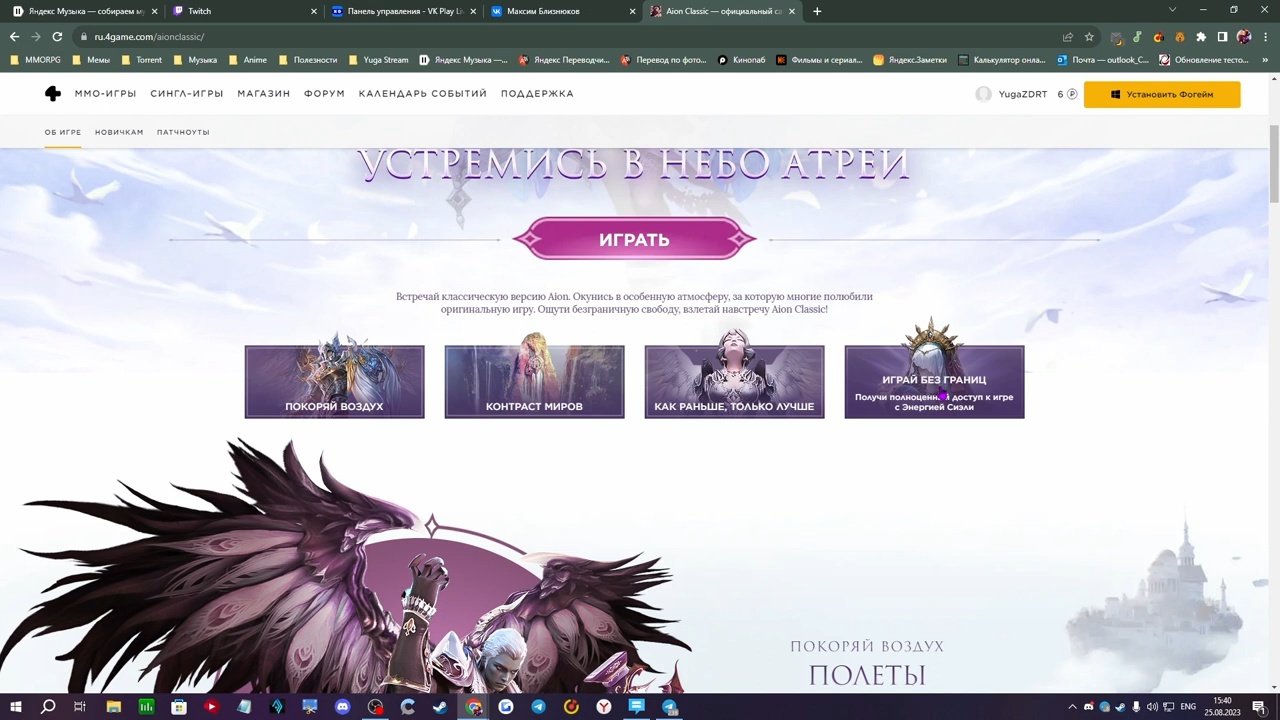 Яндекс Музыка — собираем му
Twitch
Панель управления - VK Play Li
Максим Близнюков
Aion Classic — официальный са
ru.4game.com/aionclassic/
MMORPG
Мемы
Torrent
Музыка
Anime
Полезности
Yuga Stream
Яндекс Музыка —...
Яндекс Переводчи...
Перевод по фото...
Кинопаб
Фильмы и сериал...
Яндекс.Заметки
Калькулятор онлай...
Почта — outlook_C...
Обновление тесто...
»
ММО-ИГРЫ
СИНГЛ–ИГРЫ
МАГАЗИН
ФОРУМ
КАЛЕНДАРЬ СОБЫТИЙ
ПОДДЕРЖКА
YugaZDRT
6 ₽
Установить Фогейм
ОБ ИГРЕ
НОВИЧКАМ
ПАТЧНОУТЫ
УСТРЕМИСЬ В НЕБО АТРЕИ
ИГРАТЬ
Встречай классическую версию Aion. Окунись в особенную атмосферу, за которую многие полюбили
оригинальную игру. Ощути безграничную свободу, взлетай навстречу Aion Classic!
ПОКОРЯЙ ВОЗДУХ
КОНТРАСТ МИРОВ
КАК РАНЬШЕ, ТОЛЬКО ЛУЧШЕ
ИГРАЙ БЕЗ ГРАНИЦ
Получи полноценный доступ к игре
с Энергией Сиэли
ПОКОРЯЙ ВОЗДУХ
ПОЛЕТЫ
ENG
15:40
25.08.2023